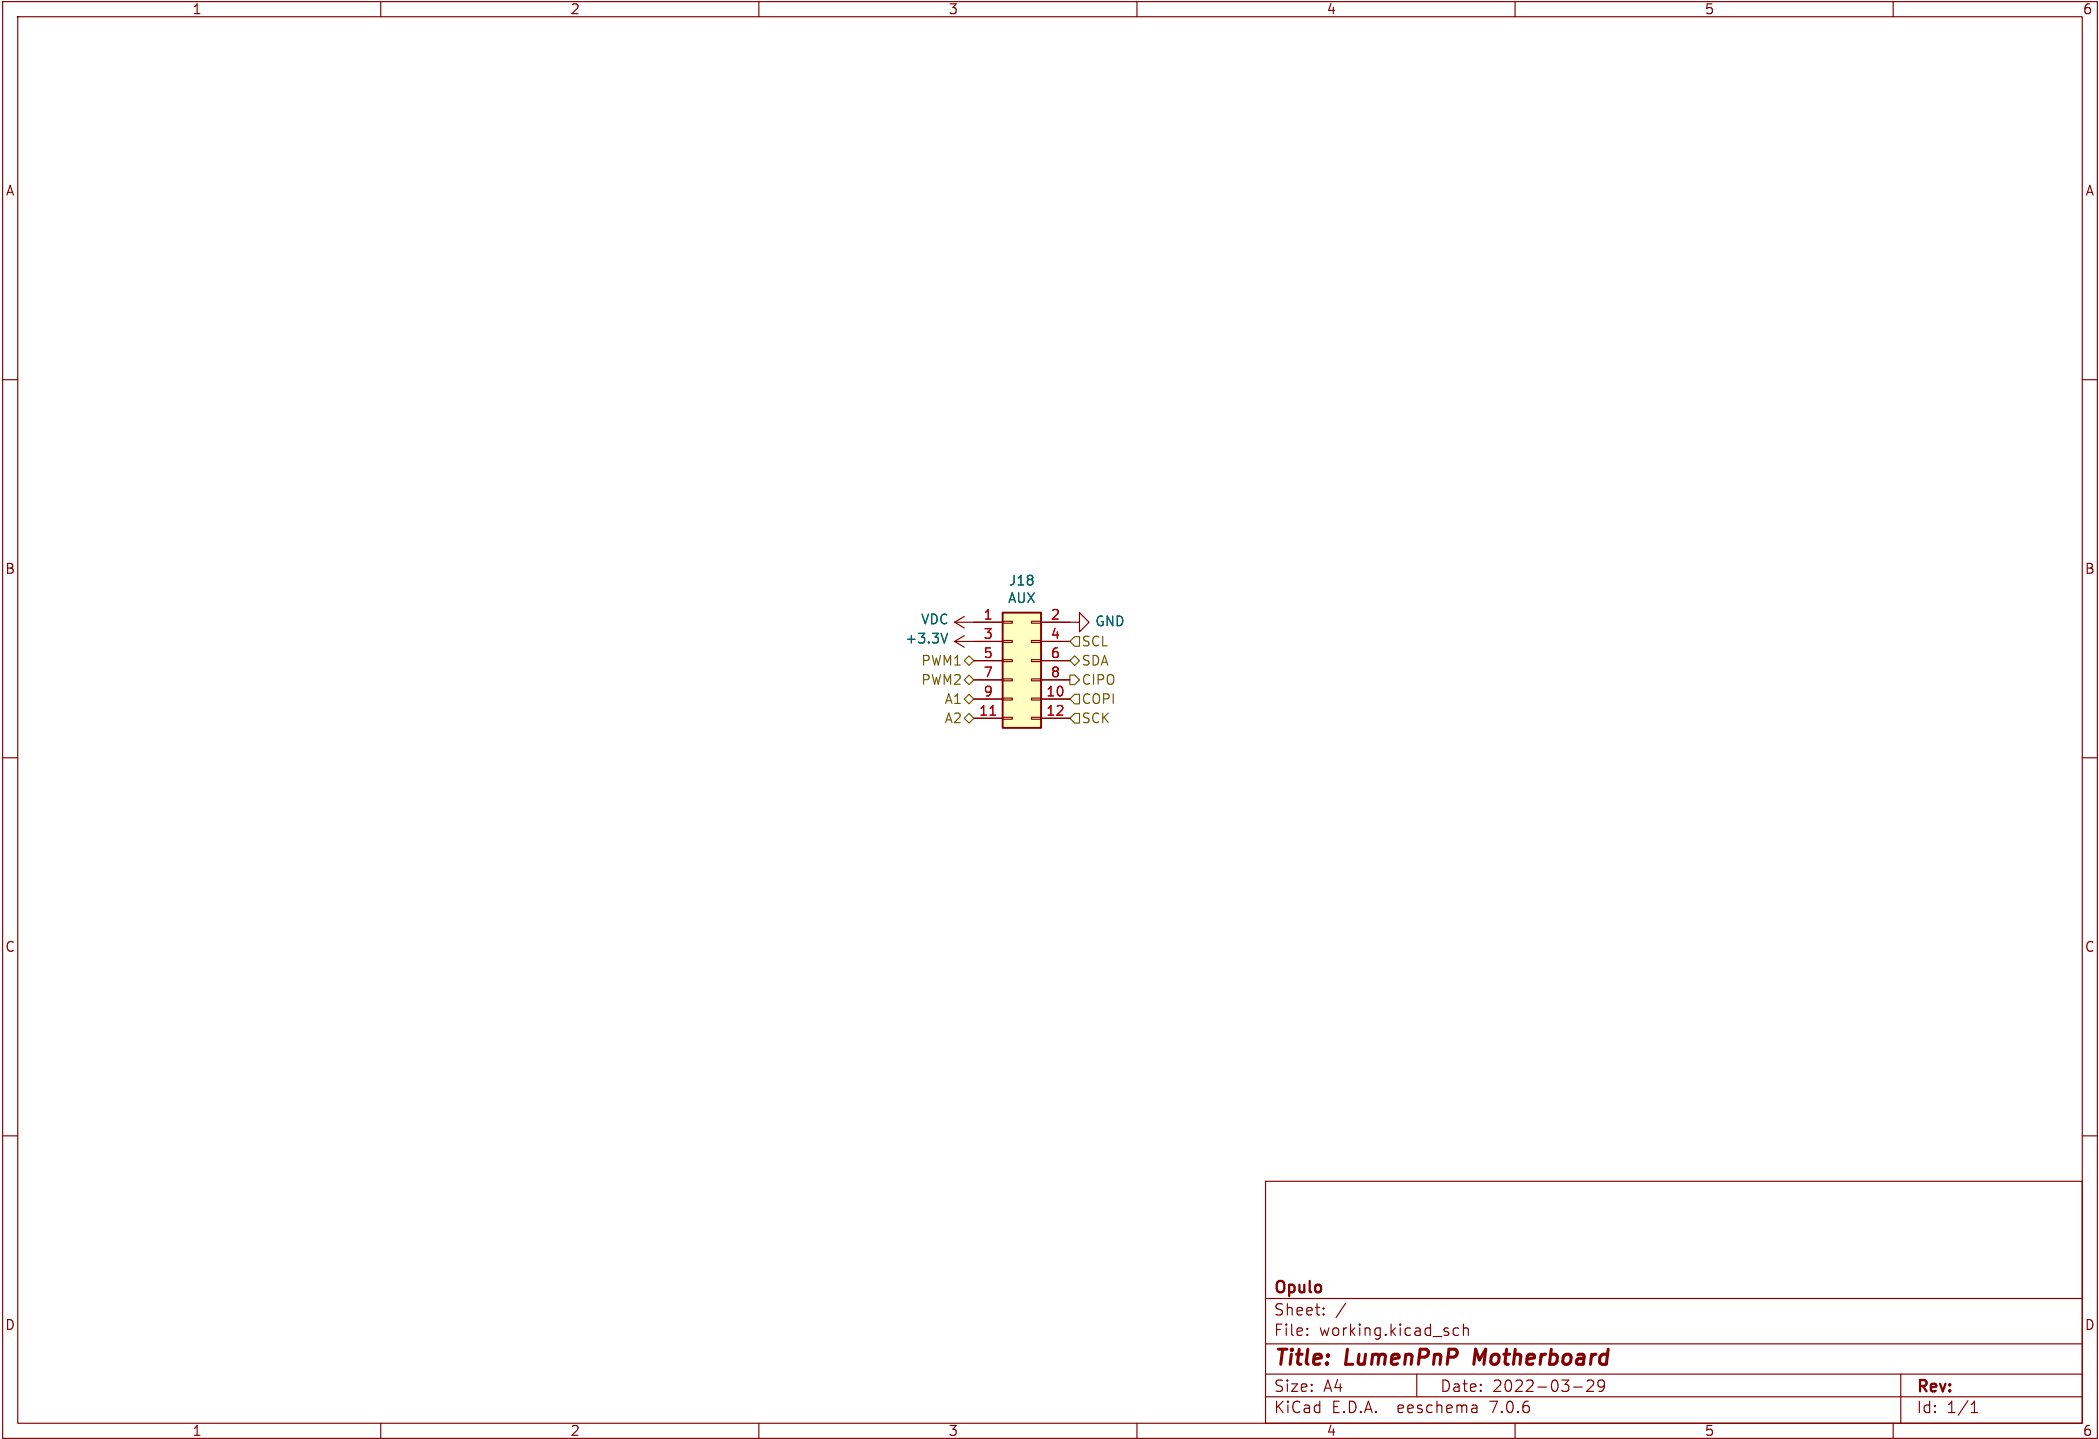 1 2 3 4 5 6
A A
B B
J18
AUX
VDC 1 2 GND
+3.3V 3 4 SCL
PWM1 5 6 SDA
PWM2 7 8 CIPO
A1 9 10 COPI
A2 11 12 SCK
C C
Opulo
Sheet: /
File: working.kicad_sch
D D
Title: LumenPnP Motherboard
Size: A4 Date: 2022-03-29 Rev:
KiCad E.D.A. eeschema 7.0.6 Id: 1/1
1 2 3 4 5 6